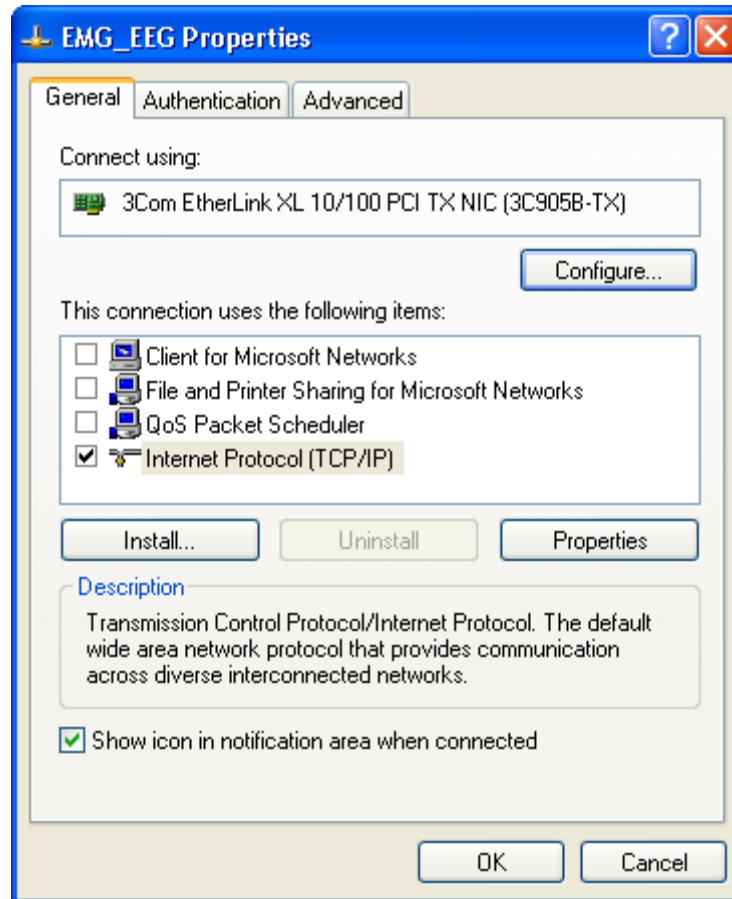 EMG_EEG Properties
General Authentication Advanced
Connect using:
3Com EtherLink XL 10/100 PCI TX NIC (3C905B-TX)
Configure...
This connection uses the following items:
Client for Microsoft Networks
File and Printer Sharing for Microsoft Networks
QoS Packet Scheduler
Internet Protocol (TCP/IP)
Install... Uninstall Properties
Description
Transmission Control Protocol/Internet Protocol. The default
wide area network protocol that provides communication
across diverse interconnected networks.
Show icon in notification area when connected
OK Cancel